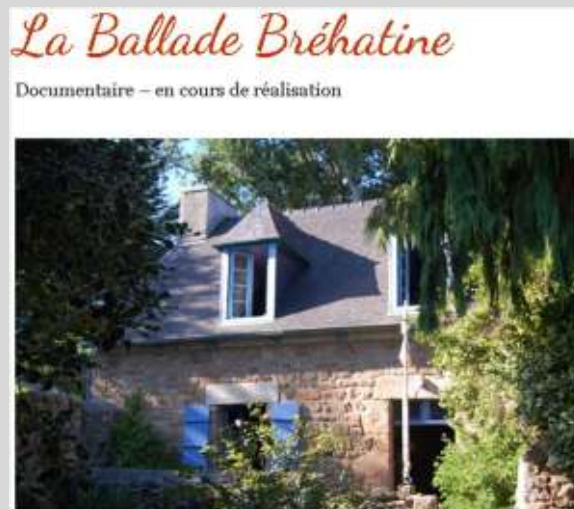 La Ballade Bréhatine
Documentaire – en cours de réalisation